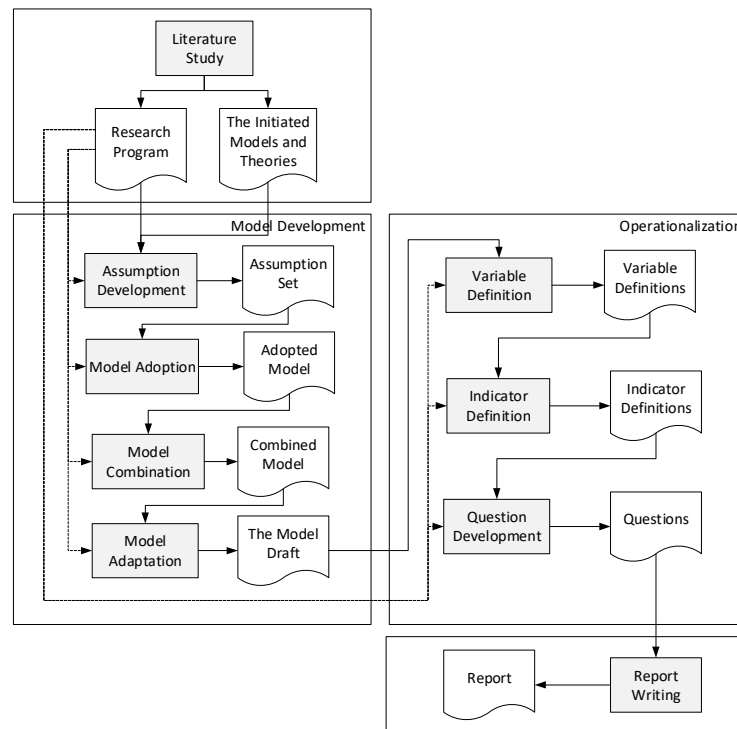 Literature
Study
Research
Program
The Initiated
Models and
Theories
Model Development
Assumption
Development
Assumption
Set
Model Adoption
Adopted
Model
Model
Combination
Combined
Model
Model
Adaptation
The Model
Draft
Operationalization
Variable
Definition
Variable
Definitions
Indicator
Definition
Indicator
Definitions
Question
Development
Questions
Report
Report
Writing